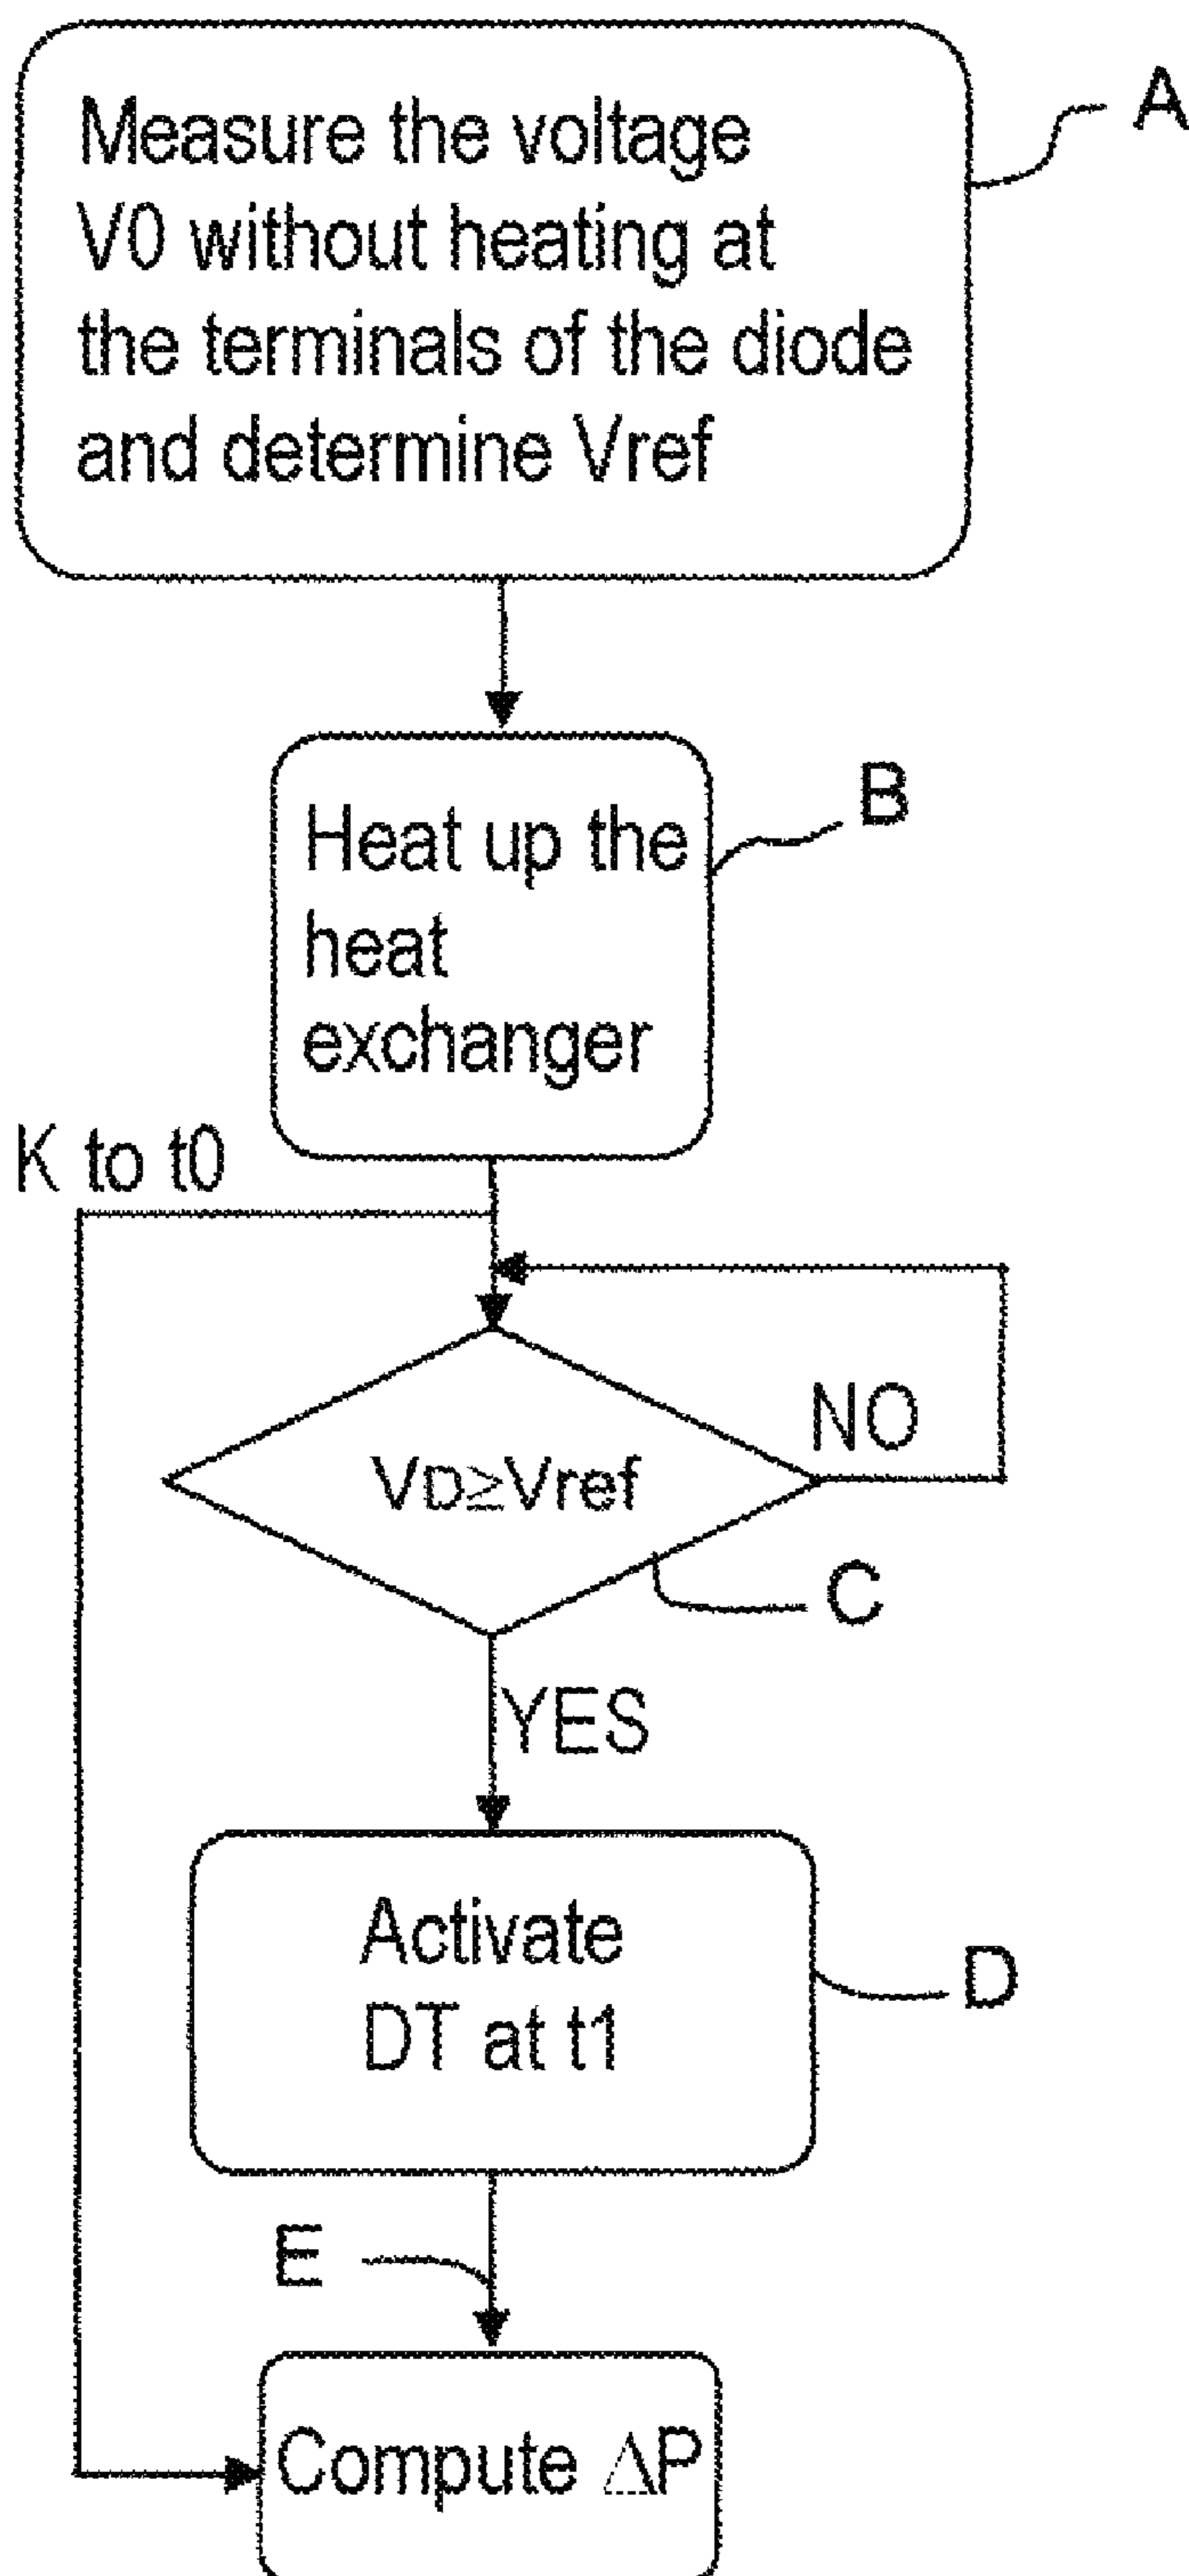 Measure the voltage
V0 without heating at
the terminals of the diode
and determine Vref
A
Heat up the
heat
exchanger
B
K to t0
NO
VD≥Vref
C
YES
Activate
DT at t1
D
E
Compute ΔP